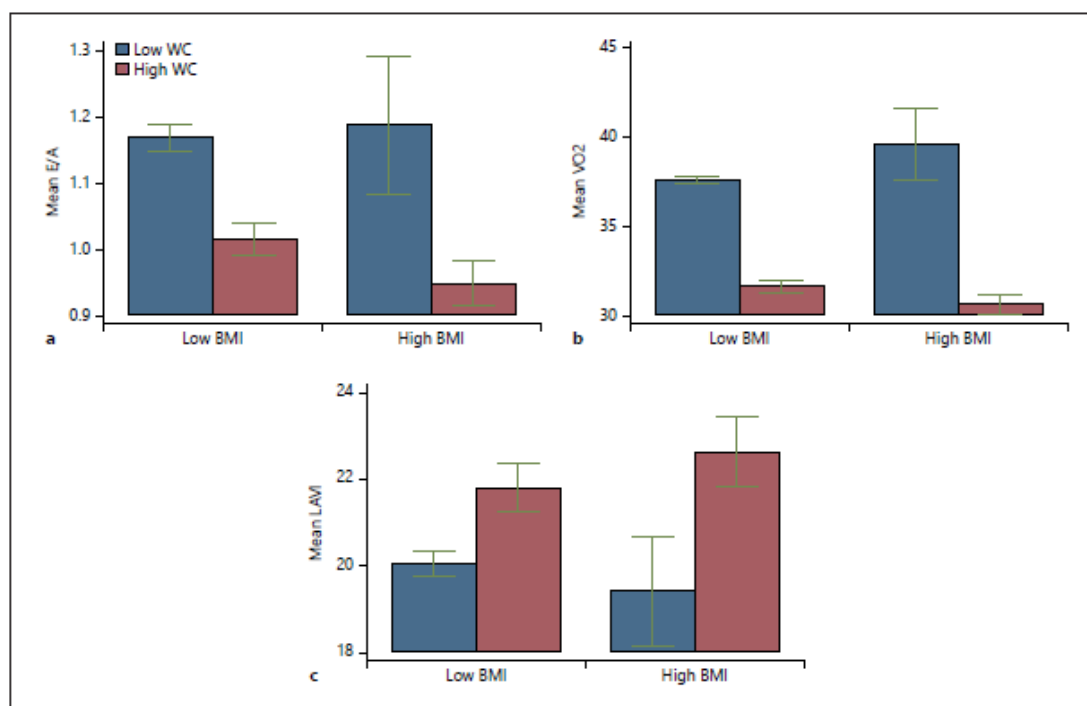 Low WC
High WC
Mean E/A
1.3
1.2
1.1
1.0
0.9
Low BMI
High BMI
a
Mean VO2
45
40
35
30
Low BMI
High BMI
b
Mean LAVI
24
22
20
18
Low BMI
High BMI
c